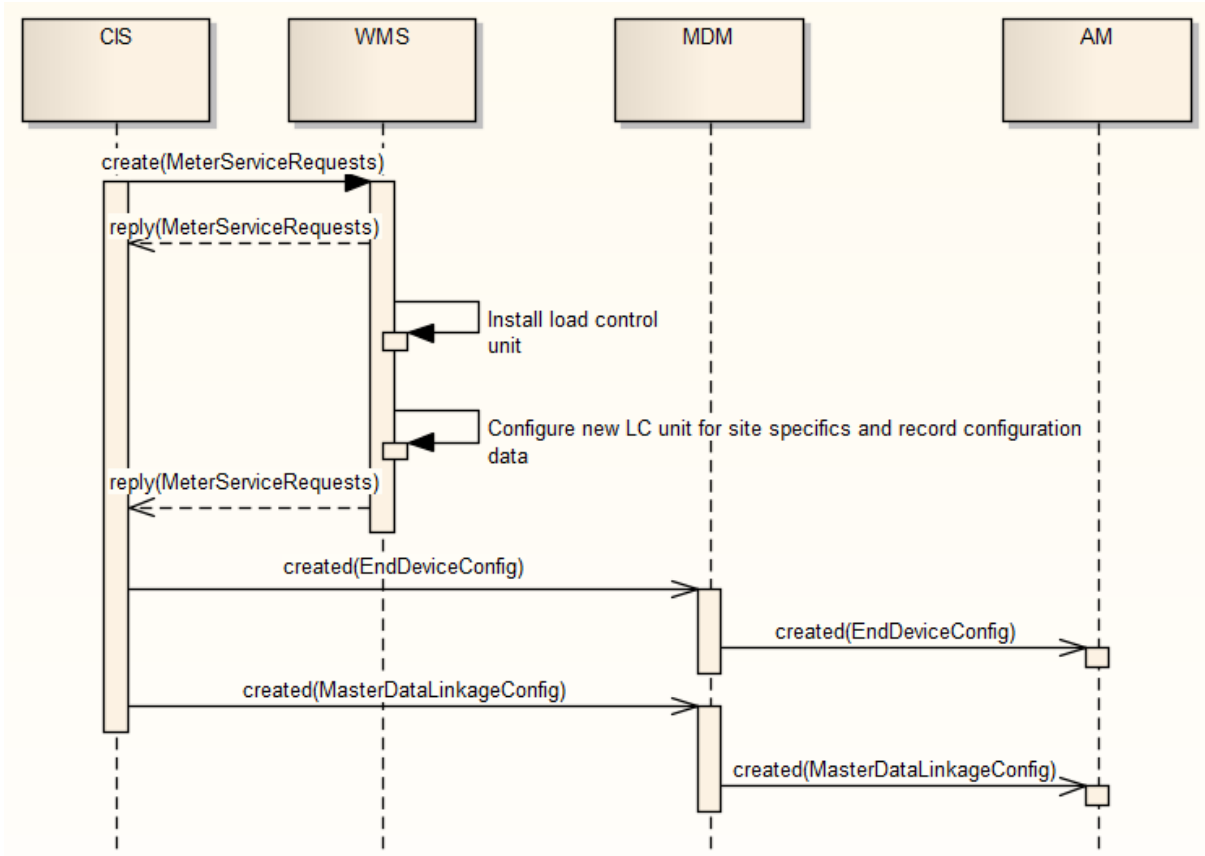 CIS
WMS
MDM
AM
create(MeterServiceRequests)
reply(MeterServiceRequests)
Install load control
unit
Configure new LC unit for site specifics and record configuration
data
reply(MeterServiceRequests)
created(EndDeviceConfig)
created(EndDeviceConfig)
created(MasterDataLinkageConfig)
created(MasterDataLinkageConfig)